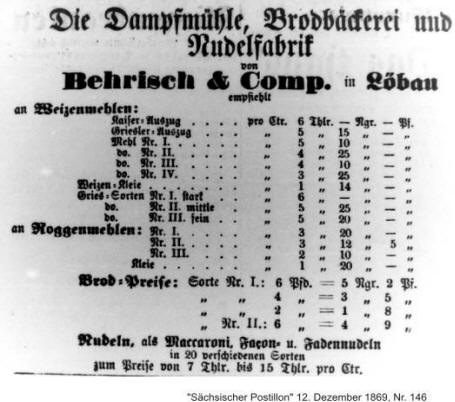 Die Dampfmühle, Brodbäckerei und
Nudelfabrik
von
Behrisch & Comp. in Löbau
empfiehlt
an Weizenmehlen:
Kaiser-Auszug . . . . pro Ctr. 6 Thlr. — Ngr. — Pf.
Griesler-Auszug . . . . „ 5 „ 15 „ — „
Mehl Nr. I. . . . . . „ 5 „ 10 „ — „
do. Nr. II. . . . . . „ 4 „ 25 „ — „
do. Nr. III. . . . . . „ 4 „ 10 „ — „
do. Nr. IV. . . . . . „ 3 „ 25 „ — „
Weizen-Kleie . . . . . „ 1 „ 14 „ — „
Gries-Sorten Nr. I. stark „ 6 „ — „ — „
do. Nr. II. mittle „ 5 „ 25 „ — „
do. Nr. III. fein . „ 5 „ 20 „ — „
an Roggenmehlen: Nr. I. . . . „ 3 „ 20 „ — „
Nr. II. . . . „ 3 „ 12 „ 5 „
Nr. III. . . . „ 2 „ 10 „ — „
Kleie . . . . „ 1 „ 20 „ — „
Brod-Preise: Sorte Nr. I.: 6 Pfd. = 5 Ngr. 2 Pf.
„ „ 4 „ = 3 „ 5 „
„ „ 2 „ = 1 „ 8 „
„ Nr. II.: 6 „ = 4 „ 9 „
Nudeln, als Maccaroni, Façon- u. Fadennudeln
in 20 verschiedenen Sorten
zum Preise von 7 Thlr. bis 15 Thlr. pro Ctr.
"Sächsischer Postillon" 12. Dezember 1869, Nr. 146